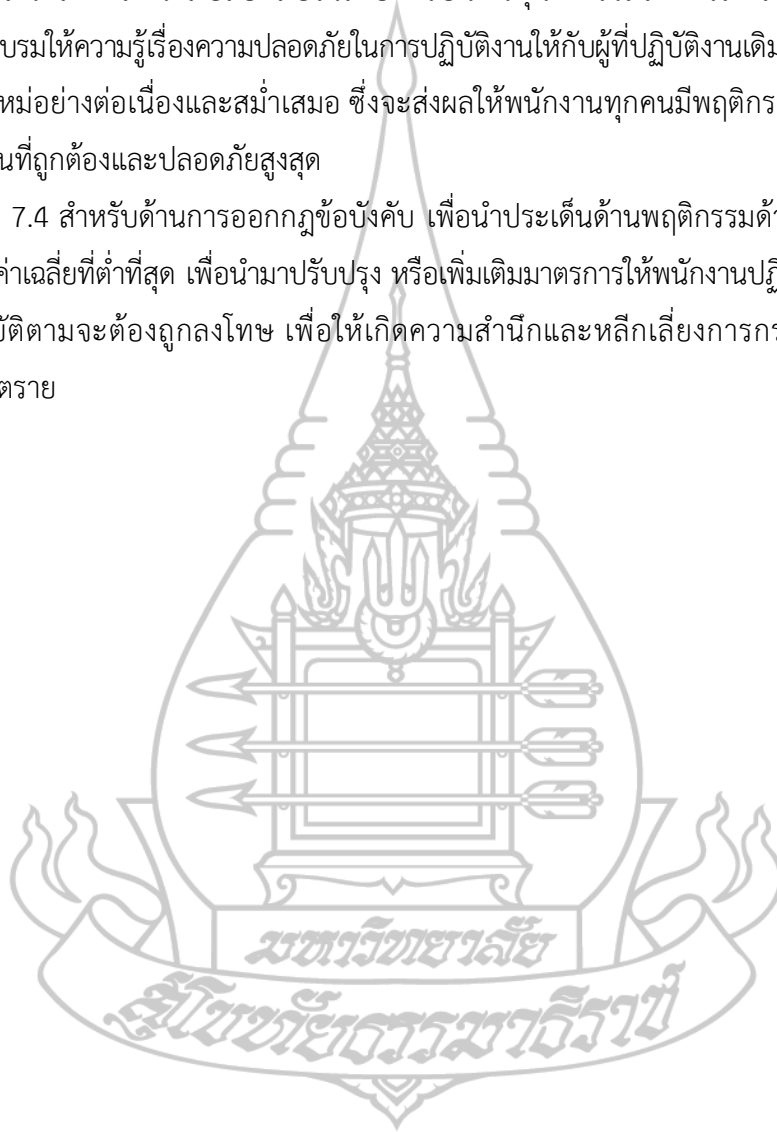 บรมให้ความรู้เรื่องความปลอดภัยในการปฏิบัติงานให้กับผู้ที่ปฏิบัติงานเดิม
หม่อย่างต่อเนื่องและสม่ำเสมอ ซึ่งจะส่งผลให้พนักงานทุกคนมีพฤติกร
นที่ถูกต้องและปลอดภัยสูงสุด
7.4 สำหรับด้านการออกกฎข้อบังคับ เพื่อนำประเด็นด้านพฤติกรรมด้า
ค่าเฉลี่ยที่ต่ำที่สุด เพื่อนำมาปรับปรุง หรือเพิ่มเติมมาตรการให้พนักงานปฏิ
บัติตามจะต้องถูกลงโทษ เพื่อให้เกิดความสำนึกและหลีกเลี่ยงการกร
ตราย
มหาวิทยาลัย
สุโขทัยธรรมาธิราช